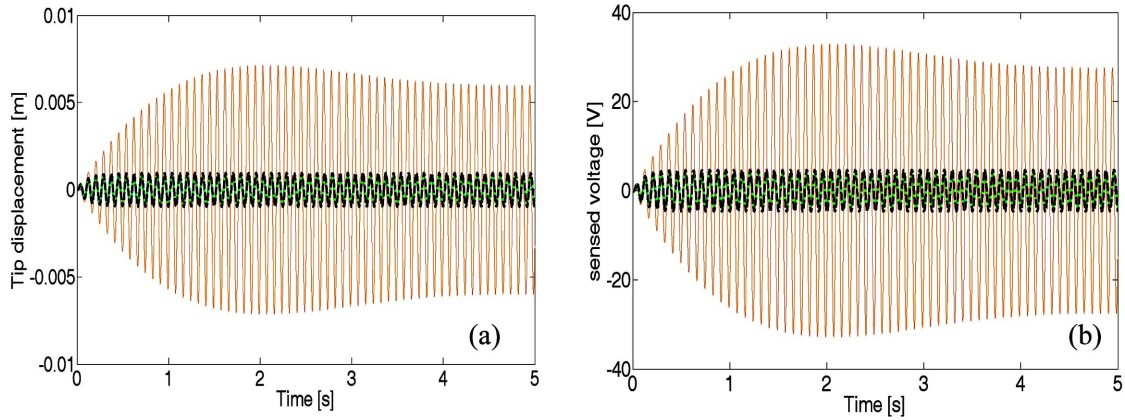 0.01
0.005
0
-0.005
-0.01
Tip displacement [m]
0 1 2 3 4 5
Time [s]
(a)
40
20
0
-20
-40
sensed voltage [V]
0 1 2 3 4 5
Time [s]
(b)